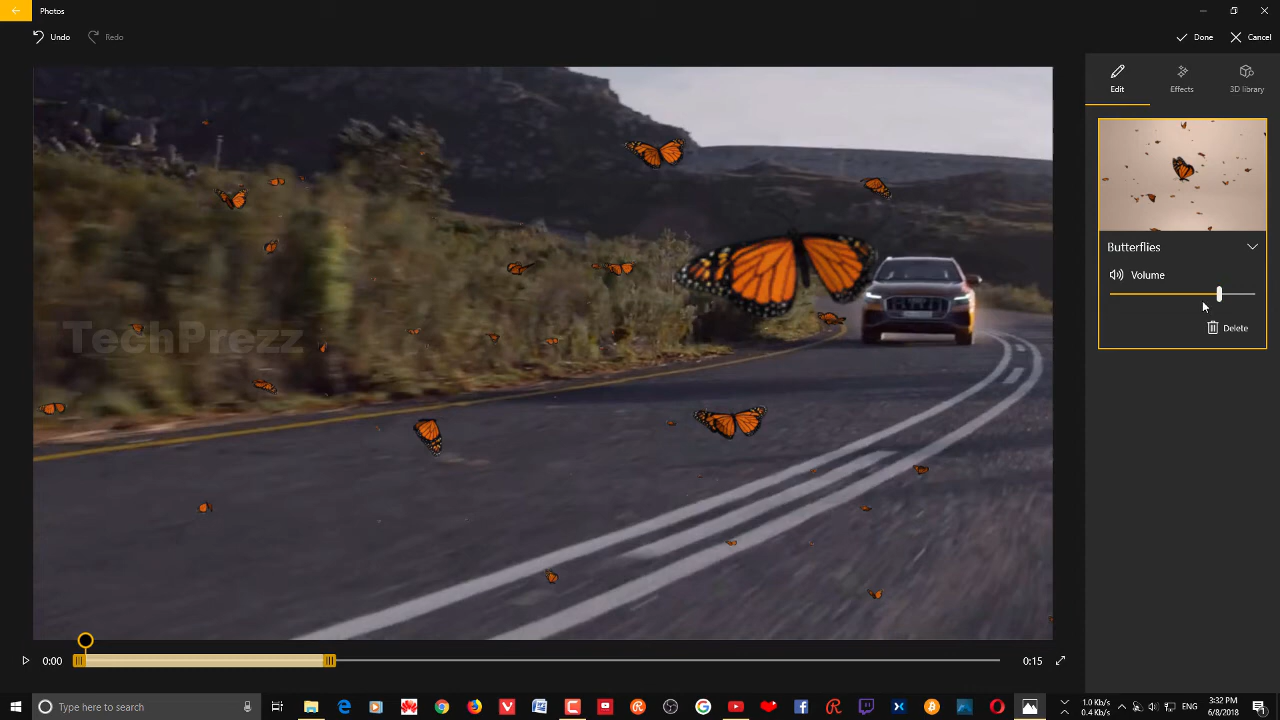 Photos
Undo
Redo
Done
Cancel
Edit
Effects
3D library
TechPrezz
Butterflies
Volume
Delete
0:00
0:15
Type here to search
1.0 Kb/s
0.4 Kb/s
ENG
3:32 PM
6/8/2018